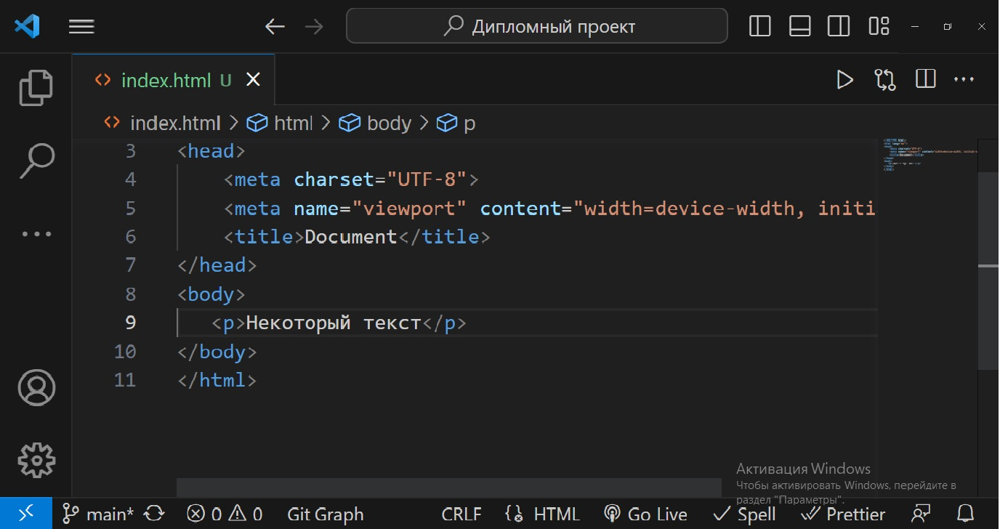 Дипломный проект
index.html U
index.html > html > body > p
3 <head>
4 <meta charset="UTF-8">
5 <meta name="viewport" content="width=device-width, initi
6 <title>Document</title>
7 </head>
8 <body>
9 <p>Некоторый текст</p>
10 </body>
11 </html>
Активация Windows
Чтобы активировать Windows, перейдите в
раздел "Параметры".
main* 0 0 Git Graph CRLF HTML Go Live Spell Prettier